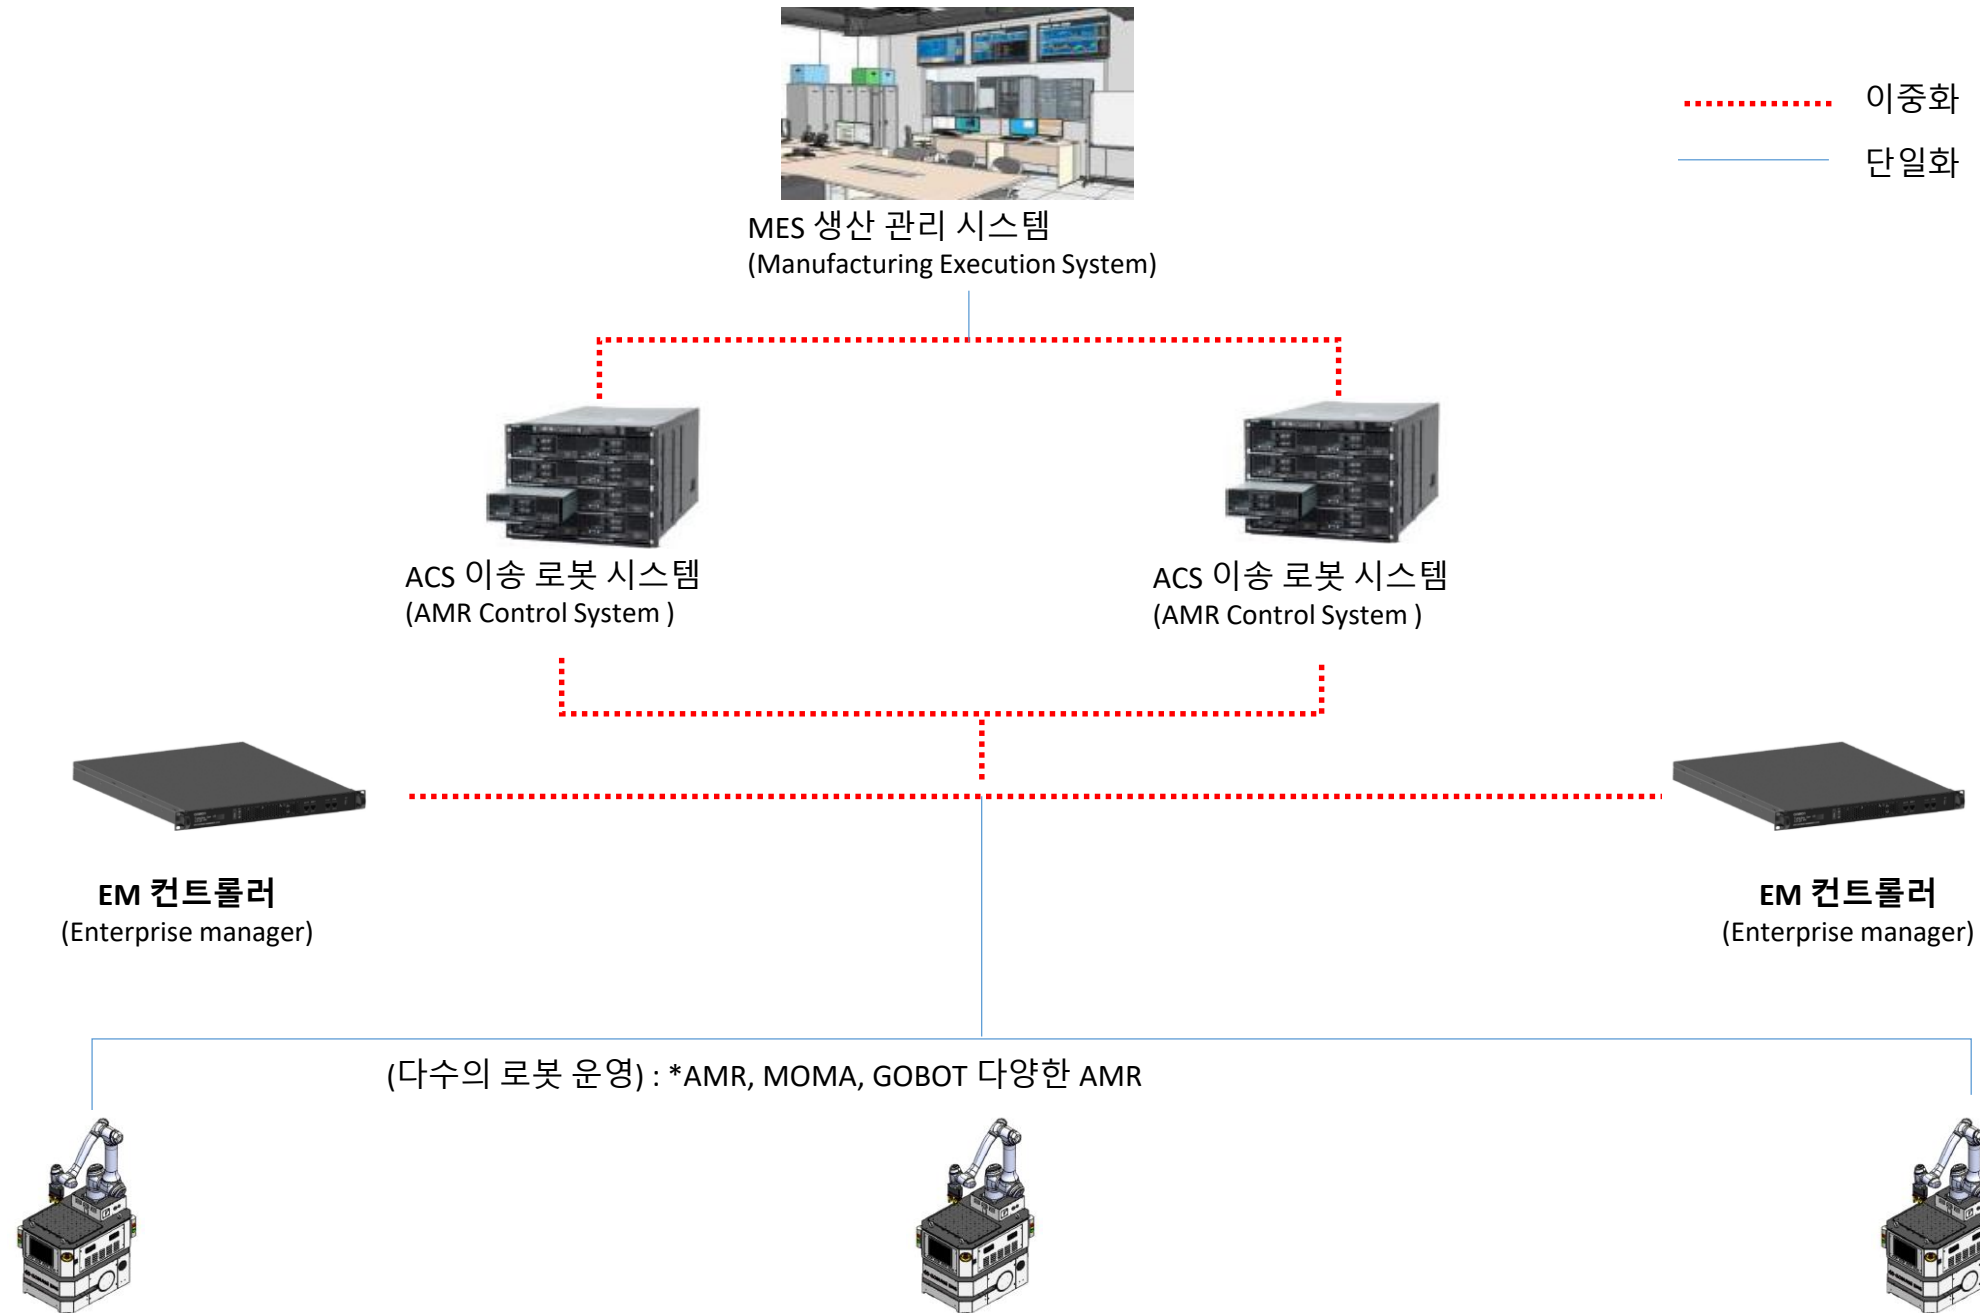 이중화
단일화
MES 생산 관리 시스템
(Manufacturing Execution System)
ACS 이송 로봇 시스템
(AMR Control System )
ACS 이송 로봇 시스템
(AMR Control System )
EM 컨트롤러
(Enterprise manager)
EM 컨트롤러
(Enterprise manager)
(다수의 로봇 운영) : *AMR, MOMA, GOBOT 다양한 AMR